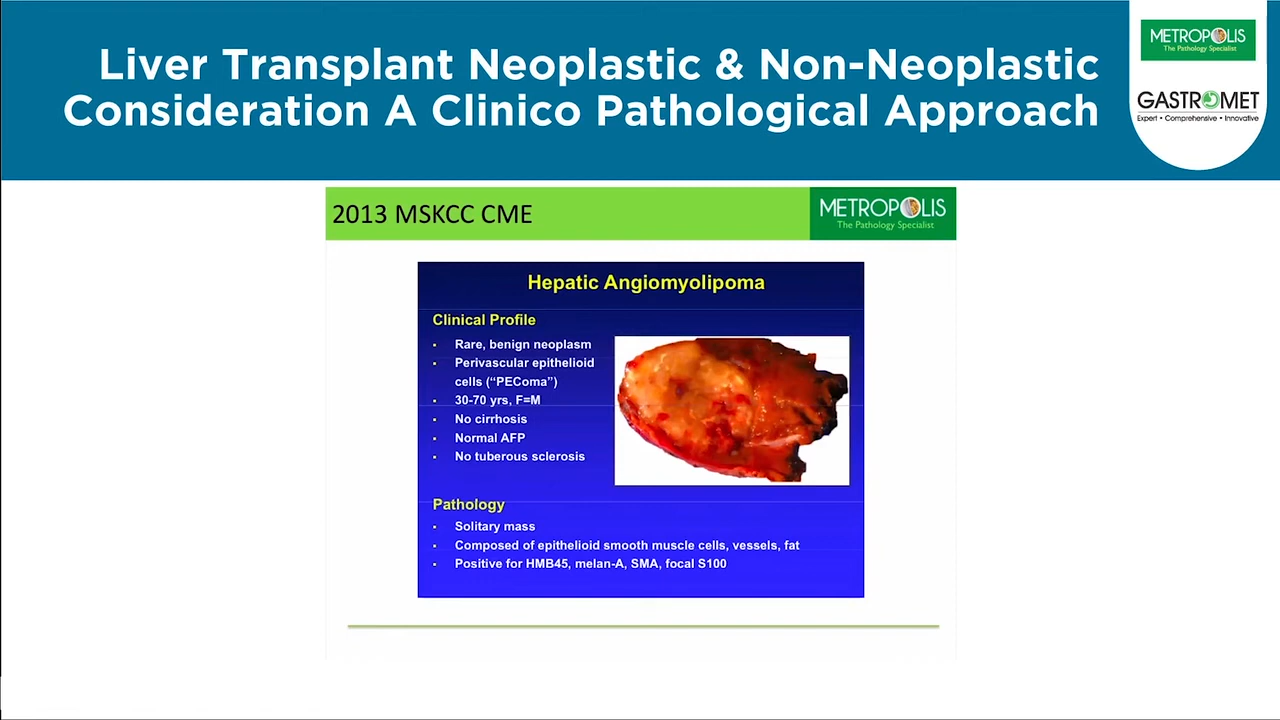 Liver Transplant Neoplastic & Non-Neoplastic
Consideration A Clinico Pathological Approach
METROPOLIS
The Pathology Specialist
GASTROMET
Expert • Comprehensive • Innovative
2013 MSKCC CME
METROPOLIS
The Pathology Specialist
Hepatic Angiomyolipoma
Clinical Profile
▪ Rare, benign neoplasm
▪ Perivascular epithelioid
cells (“PEComa”)
▪ 30-70 yrs, F=M
▪ No cirrhosis
▪ Normal AFP
▪ No tuberous sclerosis
Pathology
▪ Solitary mass
▪ Composed of epithelioid smooth muscle cells, vessels, fat
▪ Positive for HMB45, melan-A, SMA, focal S100